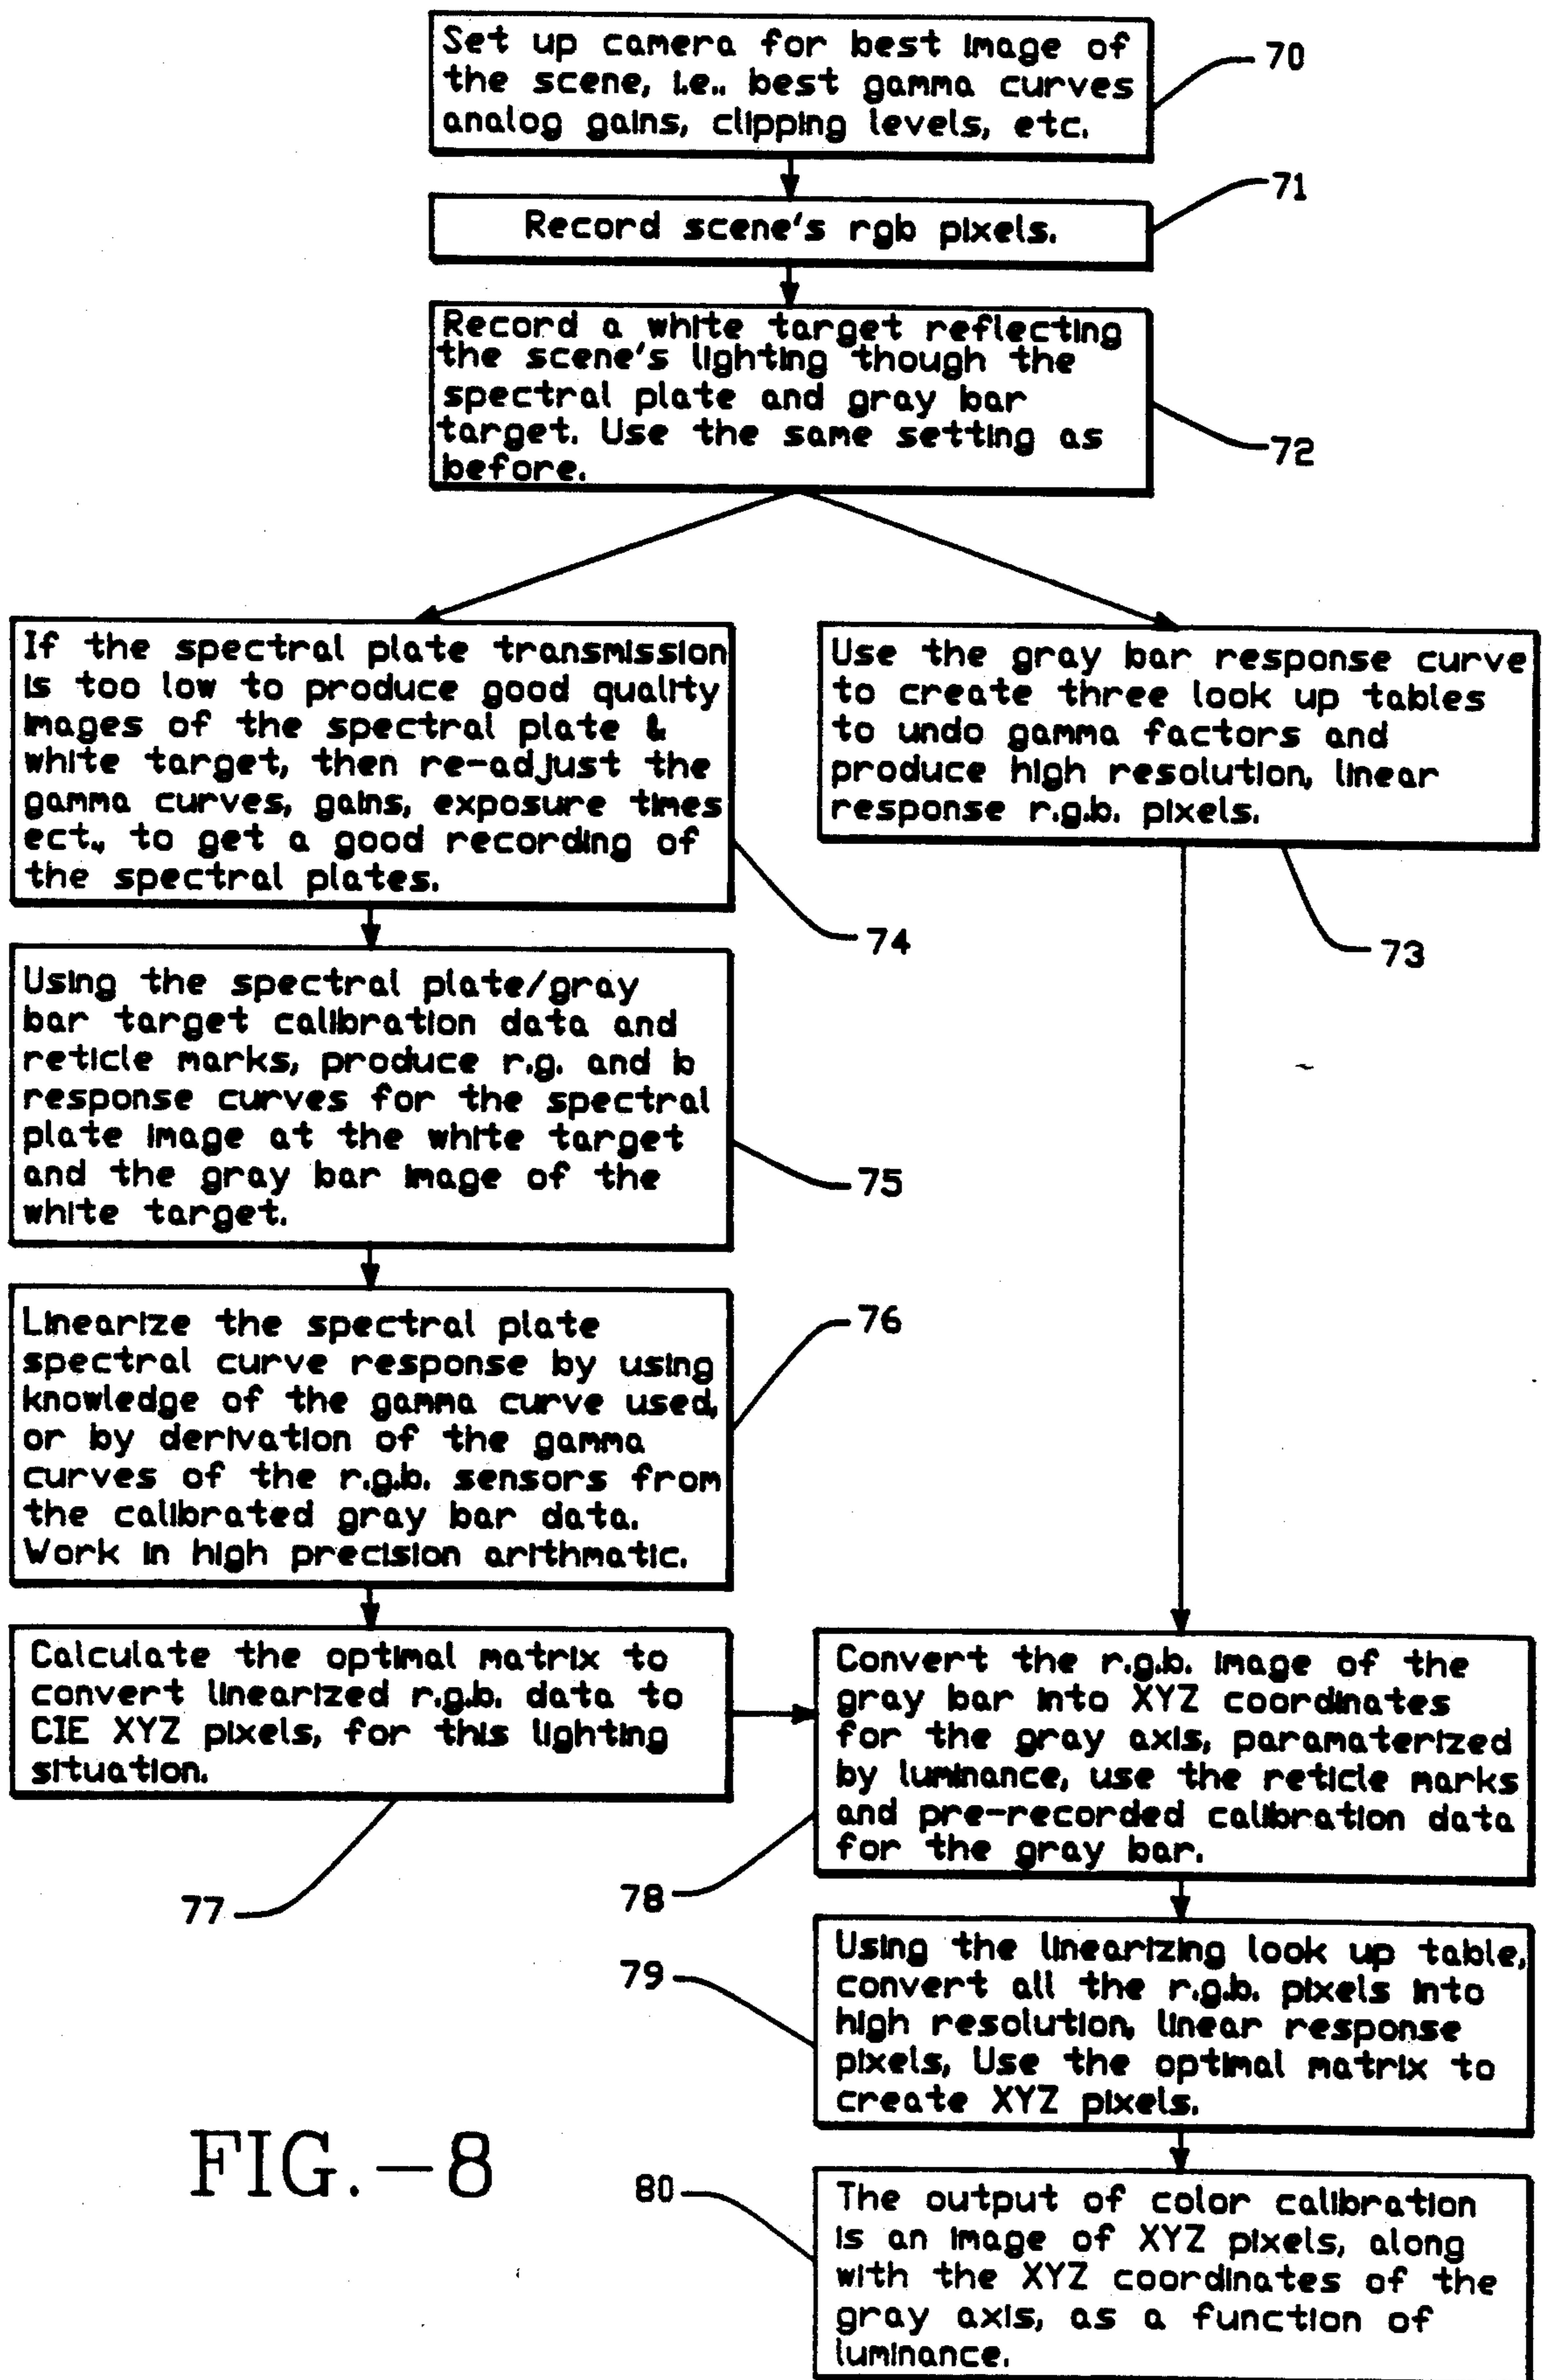 Set up camera for best image of
the scene, i.e., best gamma curves
analog gains, clipping levels, etc.
70
Record scene's rgb pixels.
71
Record a white target reflecting
the scene's lighting though the
spectral plate and gray bar
target. Use the same setting as
before.
72
If the spectral plate transmission
is too low to produce good quality
images of the spectral plate &
white target, then re-adjust the
gamma curves, gains, exposure times
ect., to get a good recording of
the spectral plates.
74
Use the gray bar response curve
to create three look up tables
to undo gamma factors and
produce high resolution, linear
response r.g.b. pixels.
73
Using the spectral plate/gray
bar target calibration data and
reticle marks, produce r.g. and b
response curves for the spectral
plate image at the white target
and the gray bar image of the
white target.
75
Linearize the spectral plate
spectral curve response by using
knowledge of the gamma curve used,
or by derivation of the gamma
curves of the r.g.b. sensors from
the calibrated gray bar data.
Work in high precision arithmatic.
76
Calculate the optimal matrix to
convert linearized r.g.b. data to
CIE XYZ pixels, for this lighting
situation.
77
Convert the r.g.b. image of the
gray bar into XYZ coordinates
for the gray axis, paramaterized
by luminance, use the reticle marks
and pre-recorded calibration data
for the gray bar.
78
Using the linearizing look up table,
convert all the r.g.b. pixels into
high resolution, linear response
pixels, Use the optimal matrix to
create XYZ pixels.
79
The output of color calibration
is an image of XYZ pixels, along
with the XYZ coordinates of the
gray axis, as a function of
luminance.
80
FIG.-8